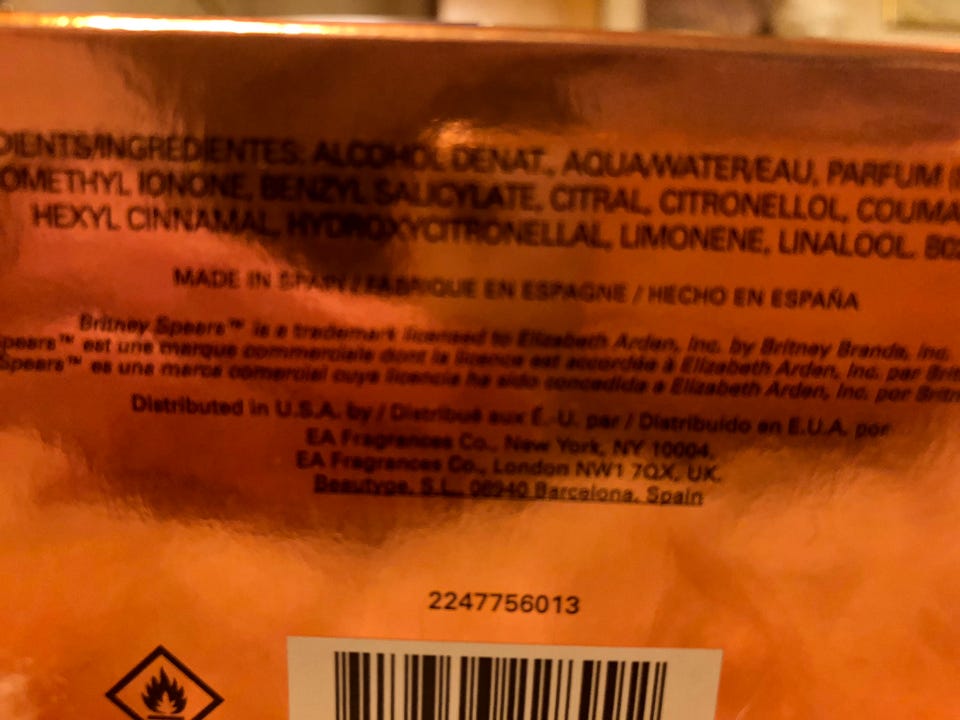 DIENTS/INGREDIENTES: ALCOHOL DENAT., AQUA/WATER/EAU, PARFUM
OMETHYL IONONE, BENZYL SALICYLATE, CITRAL, CITRONELLOL, COUMA
HEXYL CINNAMAL, HYDROXYCITRONELLAL, LIMONENE, LINALOOL.
MADE IN SPAIN / FABRIQUE EN ESPAGNE / HECHO EN ESPAÑA
Britney Spears™ is a trademark licensed to Elizabeth Arden, Inc. by Britney Brands, Inc.
Spears™ est une marque commerciale dont la licence est accordée à Elizabeth Arden, Inc. par Brit
Spears™ es una marca comercial cuya licencia ha sido concedida a Elizabeth Arden, Inc. por Britn
Distributed in U.S.A. by / Distribué aux É.-U. par / Distribuido en E.U.A. por
EA Fragrances Co., New York, NY 10004.
EA Fragrances Co., London NW1 7QX, UK.
Beautyge, S.L. 08940 Barcelona, Spain
2247756013